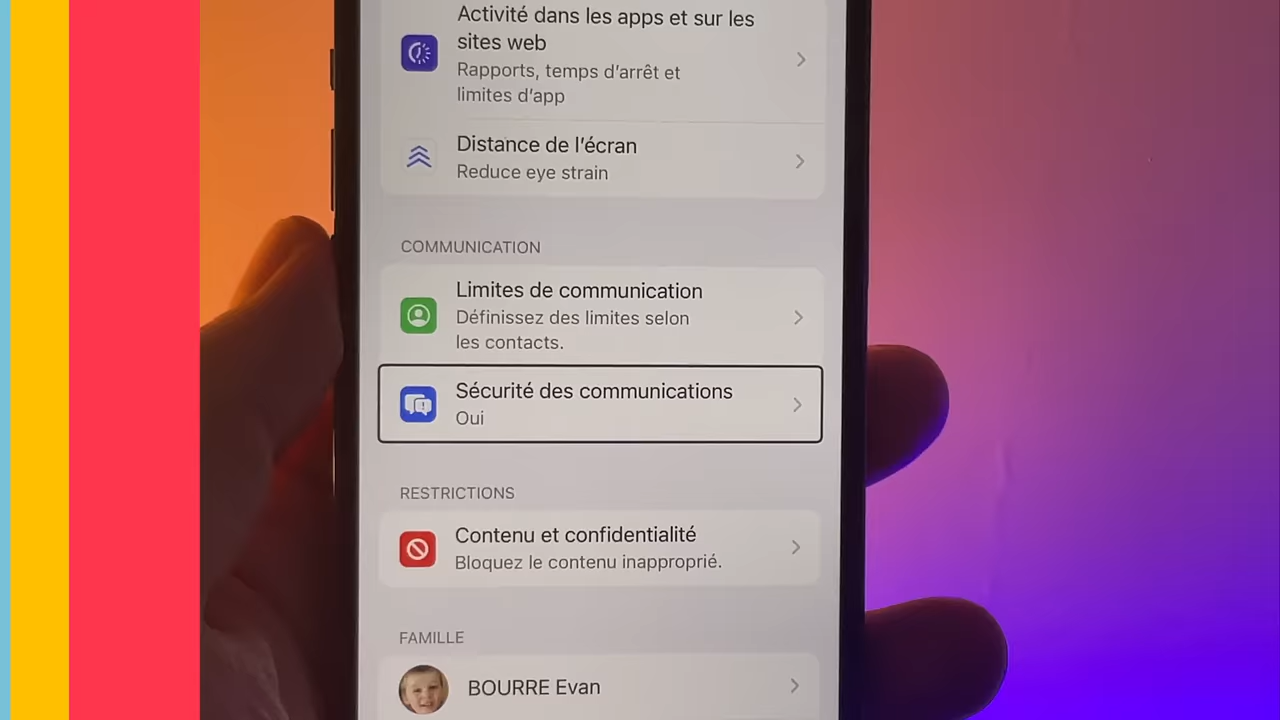 Activité dans les apps et sur les
sites web
Rapports, temps d’arrêt et
limites d’app
Distance de l’écran
Reduce eye strain
COMMUNICATION
Limites de communication
Définissez des limites selon
les contacts.
Sécurité des communications
Oui
RESTRICTIONS
Contenu et confidentialité
Bloquez le contenu inapproprié.
FAMILLE
BOURRE Evan